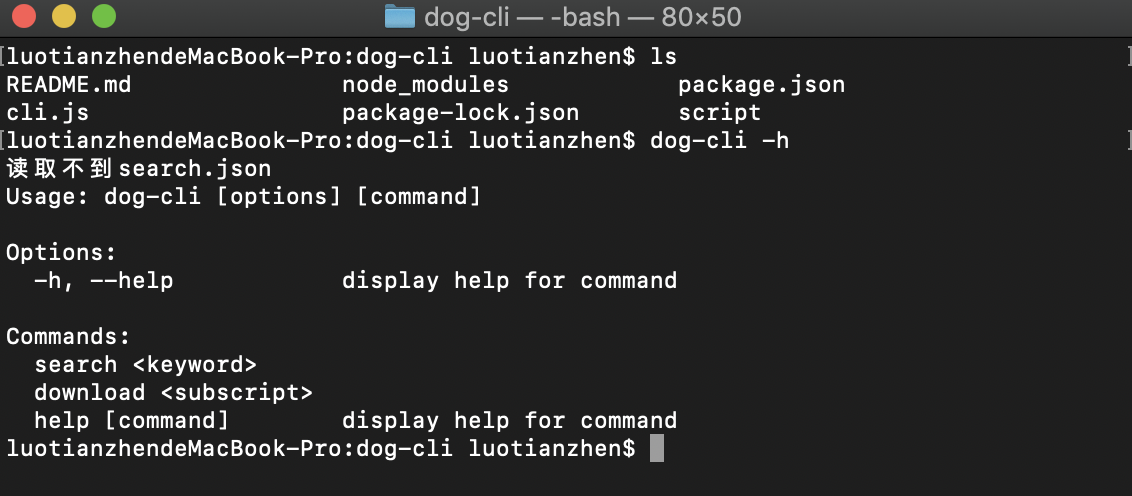 dog-cli — -bash — 80×50
luotianzhendeMacBook-Pro:dog-cli luotianzhen$ ls
README.md node_modules package.json
cli.js package-lock.json script
luotianzhendeMacBook-Pro:dog-cli luotianzhen$ dog-cli -h
读取不到search.json
Usage: dog-cli [options] [command]
Options:
-h, --help display help for command
Commands:
search <keyword>
download <subscript>
help [command] display help for command
luotianzhendeMacBook-Pro:dog-cli luotianzhen$